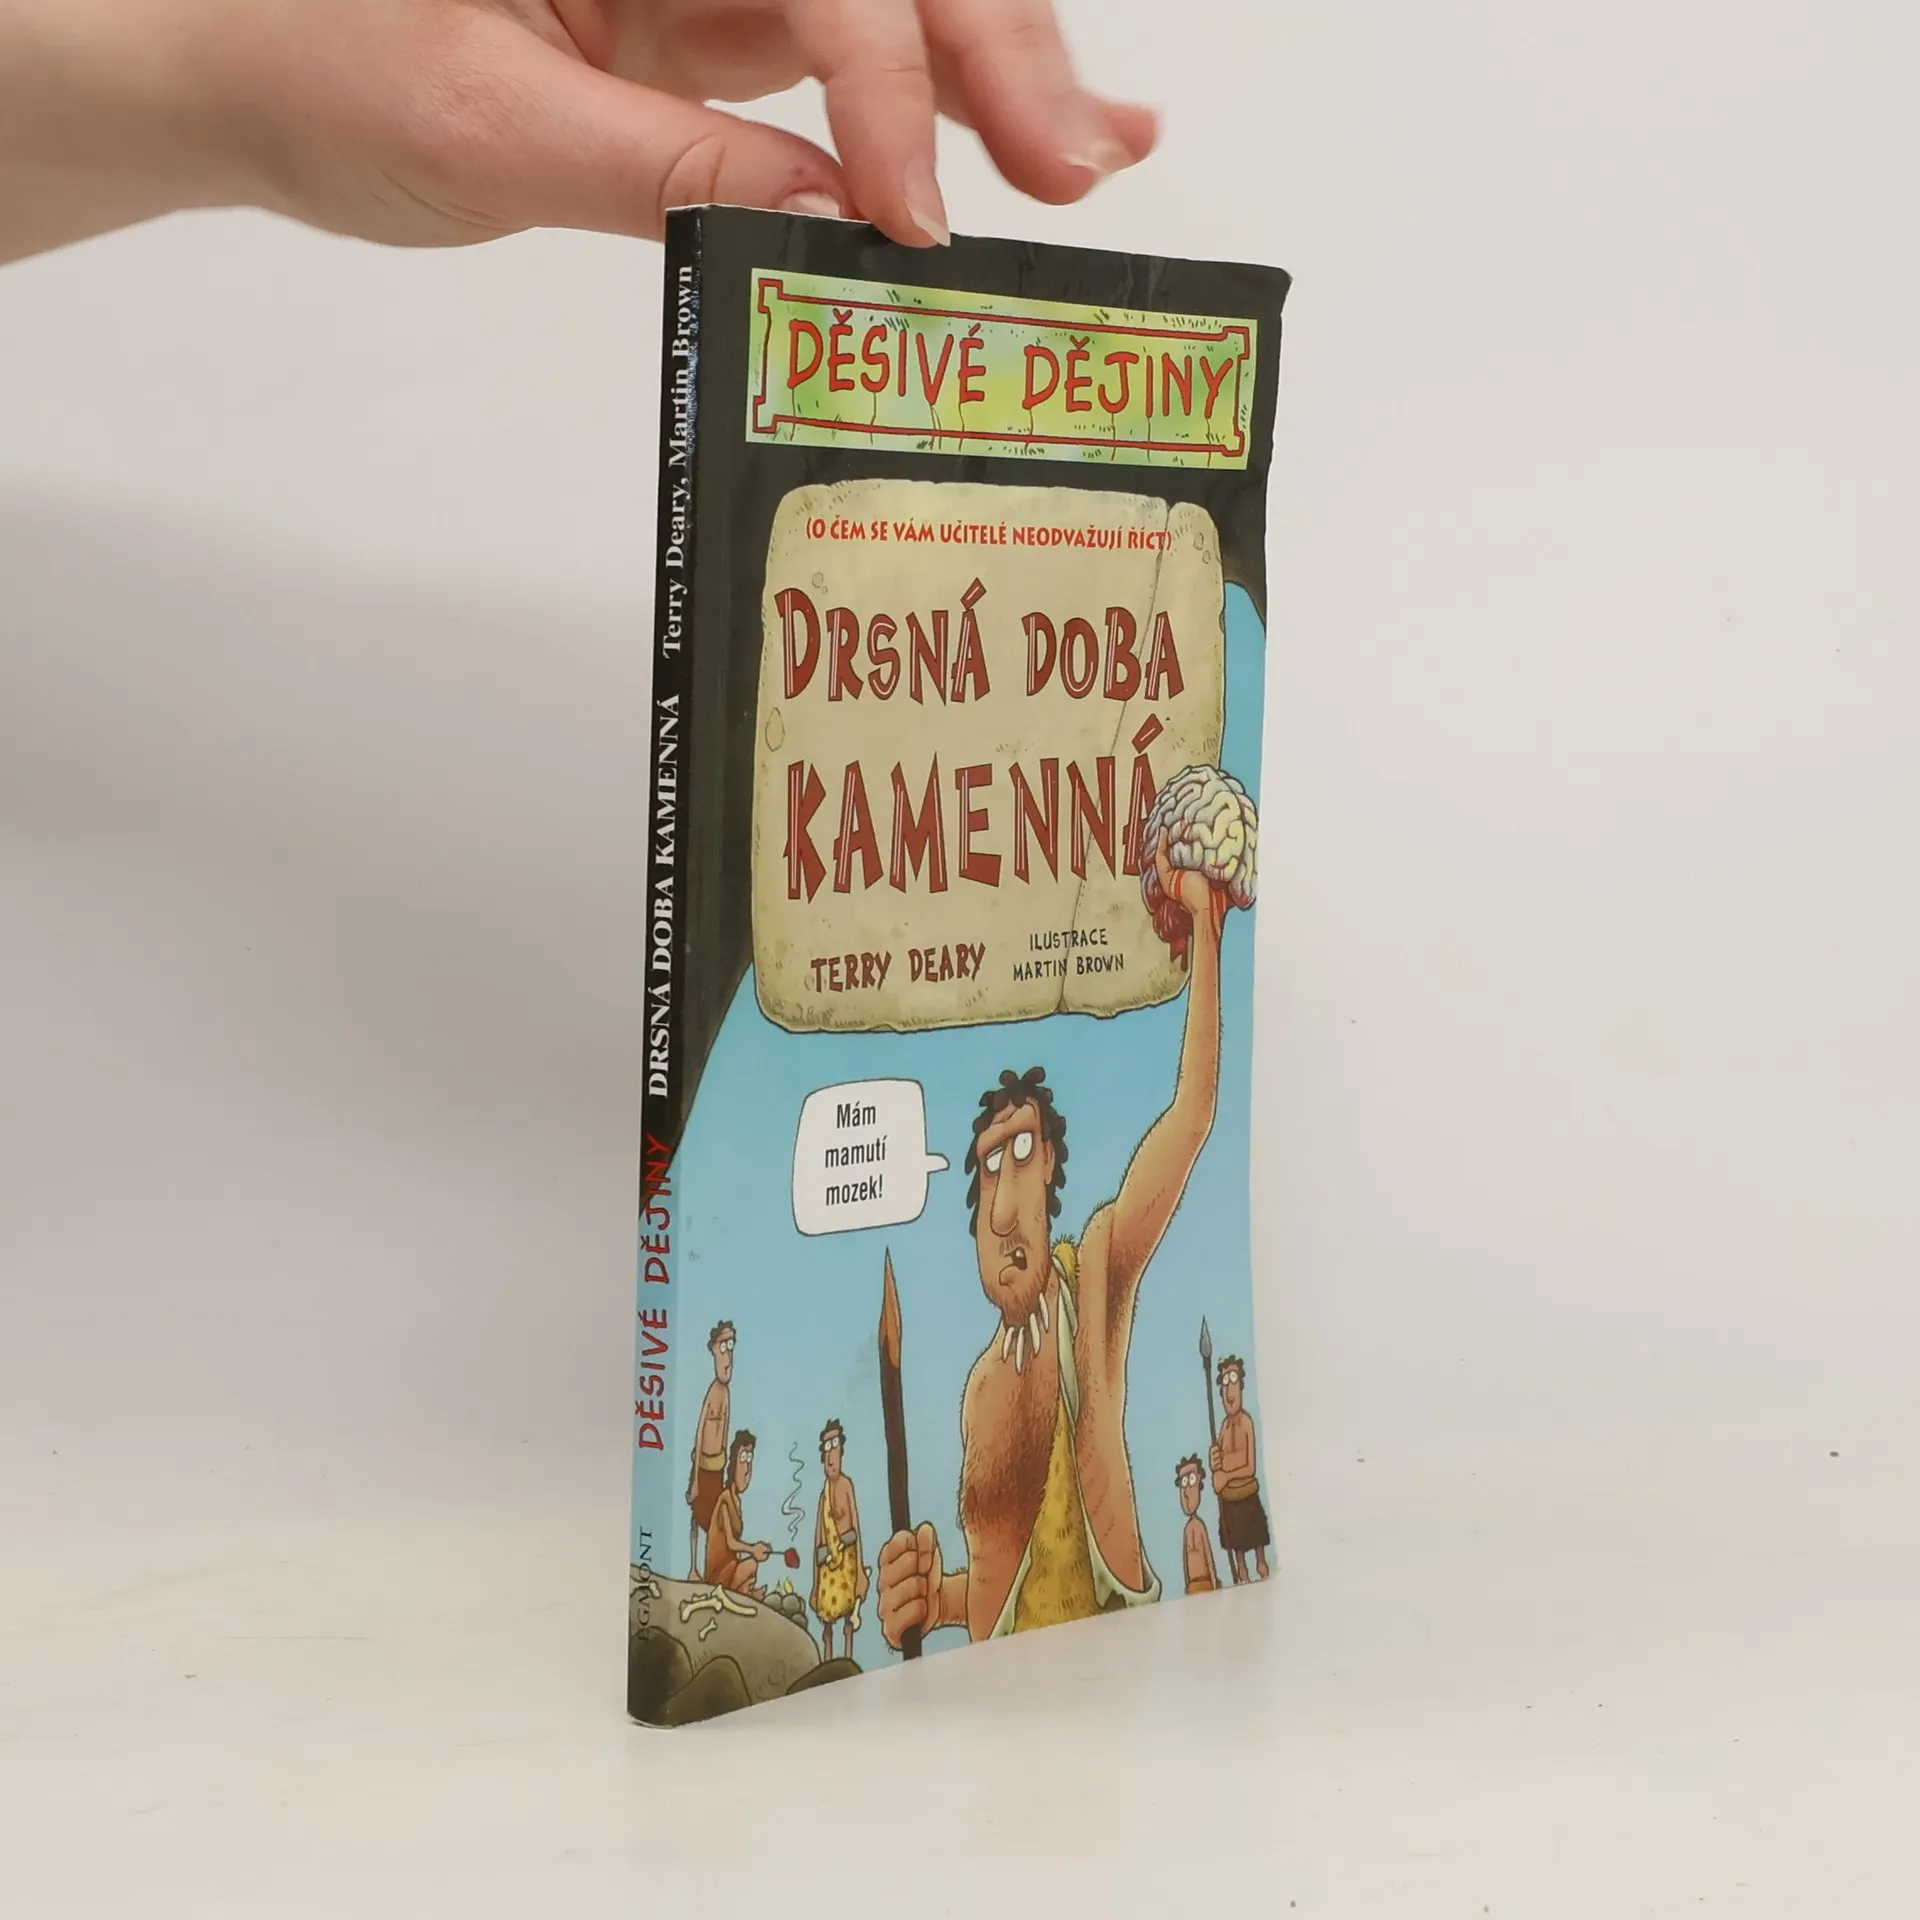 DĚSIVÉ DĚJINY
(O ČEM SE VÁM UČITELÉ NEODVAŽUJÍ ŘÍCT)
DRSNÁ DOBA
KAMENNÁ
TERRY DEARY
ILUSTRACE
MARTIN BROWN
Mám
mamutí
mozek!
EGMONT DĚSIVÉ DĚJINY DRSNÁ DOBA KAMENNÁ Terry Deary, Martin Brown